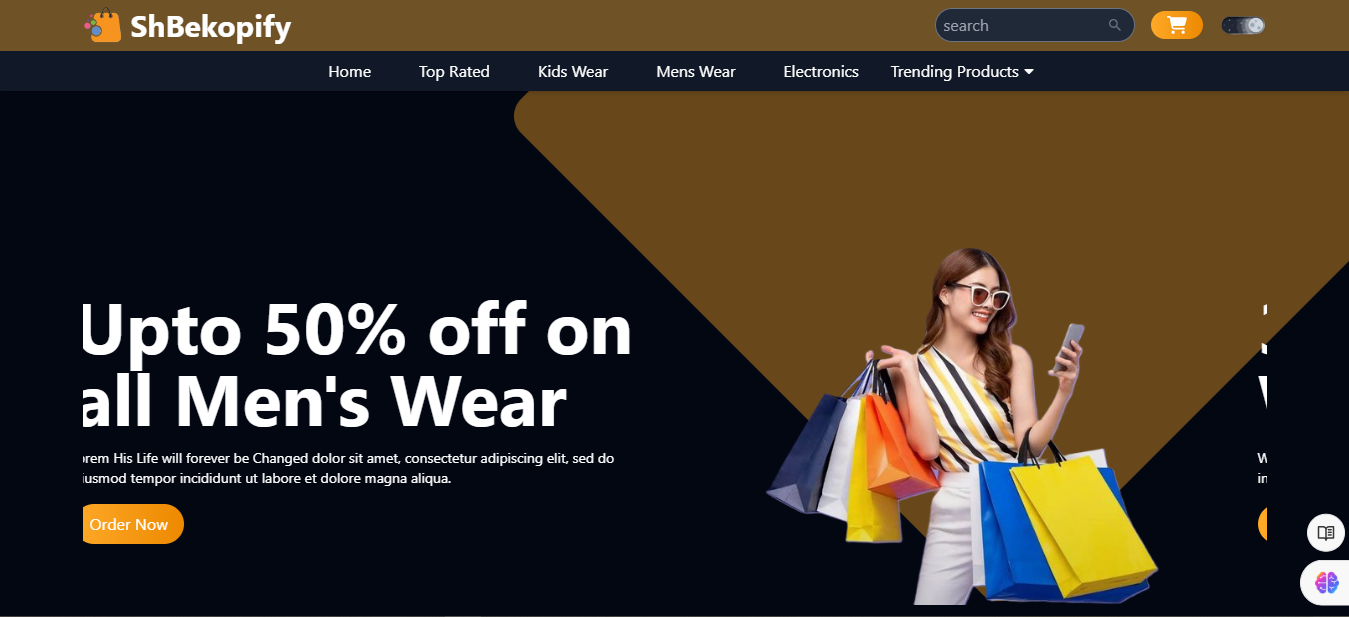 ShBekopify
search
Home Top Rated Kids Wear Mens Wear Electronics Trending Products
Upto 50% off on
all Men's Wear
rem His Life will forever be Changed dolor sit amet, consectetur adipiscing elit, sed do
iusmod tempor incididunt ut labore et dolore magna aliqua.
Order Now